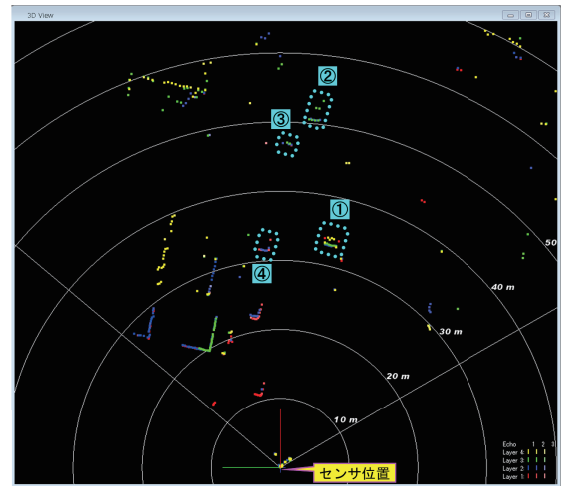 3D View
②
③
①
④
50
40 m
30 m
20 m
10 m
センサ位置
Echo 1 2 3
Layer 4:
Layer 3:
Layer 2:
Layer 1: